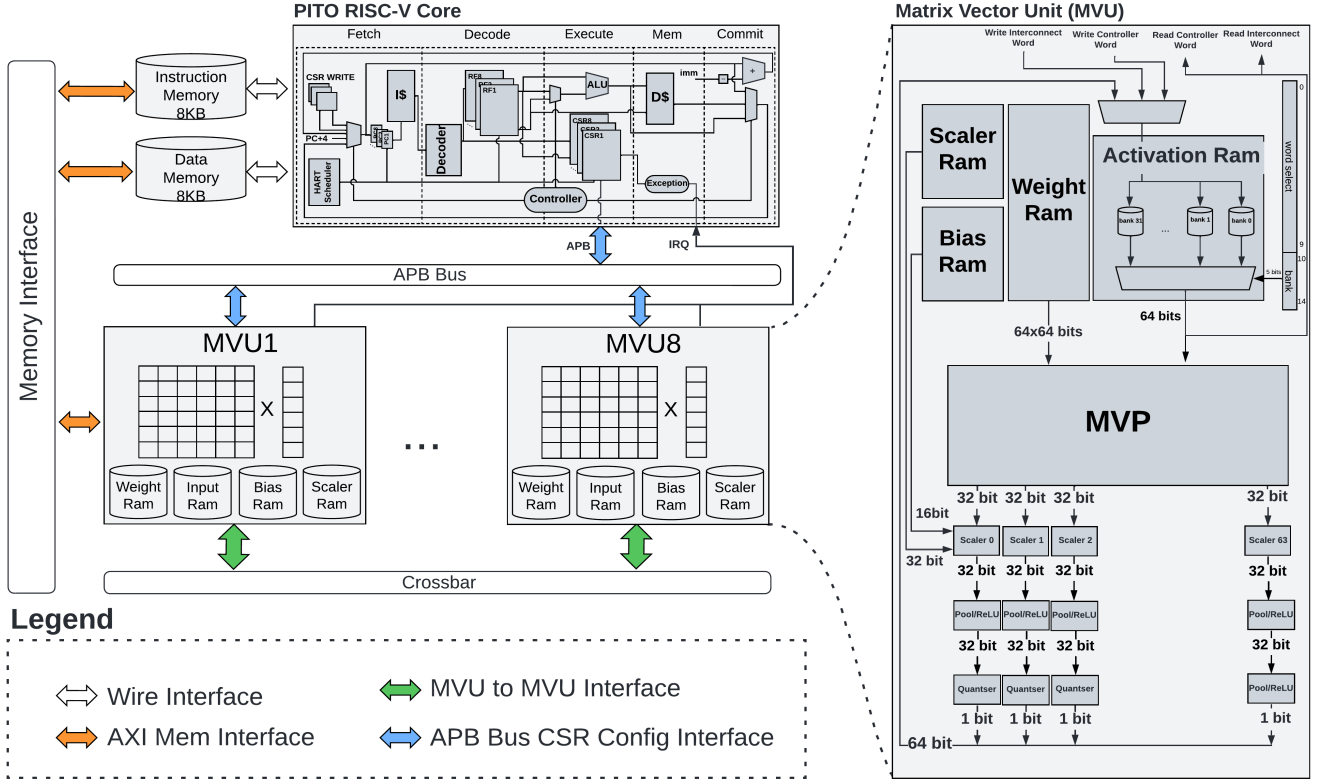 PITO RISC-V Core
Fetch
Decode
Execute
Mem
Commit
Memory Interface
Instruction
Memory
8KB
Data
Memory
8KB
CSR WRITE
PC+4
HART
Scheduler
PC1
I$
Decoder
RF8
RF1
ALU
CSR8
CSR1
Controller
D$
imm
+
Exception
APB
IRQ
APB Bus
MVU1
X
Weight
Ram
Input
Ram
Bias
Ram
Scaler
Ram
...
MVU8
X
Weight
Ram
Input
Ram
Bias
Ram
Scaler
Ram
Crossbar
Legend
Wire Interface
AXI Mem Interface
MVU to MVU Interface
APB Bus CSR Config Interface
Matrix Vector Unit (MVU)
Write Interconnect
Word
Write Controller
Word
Read Controller
Word
Read Interconnect
Word
Scaler
Ram
Bias
Ram
Weight
Ram
Activation Ram
bank 31
...
bank 1
bank 0
0
word select
9
10
bank
14
5 bits
64x64 bits
64 bits
MVP
32 bit
32 bit
32 bit
32 bit
16bit
32 bit
Scaler 0
Scaler 1
Scaler 2
Scaler 63
32 bit
32 bit
32 bit
32 bit
Pool/ReLU
Pool/ReLU
Pool/ReLU
Pool/ReLU
32 bit
32 bit
32 bit
32 bit
Quantser
Quantser
Quantser
Pool/ReLU
1 bit
1 bit
1 bit
1 bit
64 bit